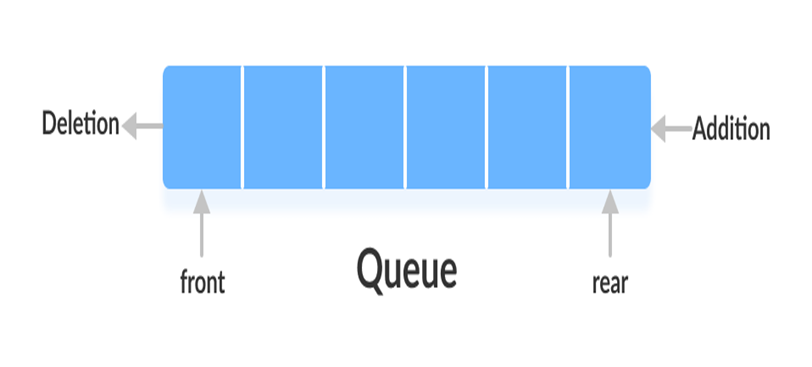 Deletion
Addition
front
Queue
rear